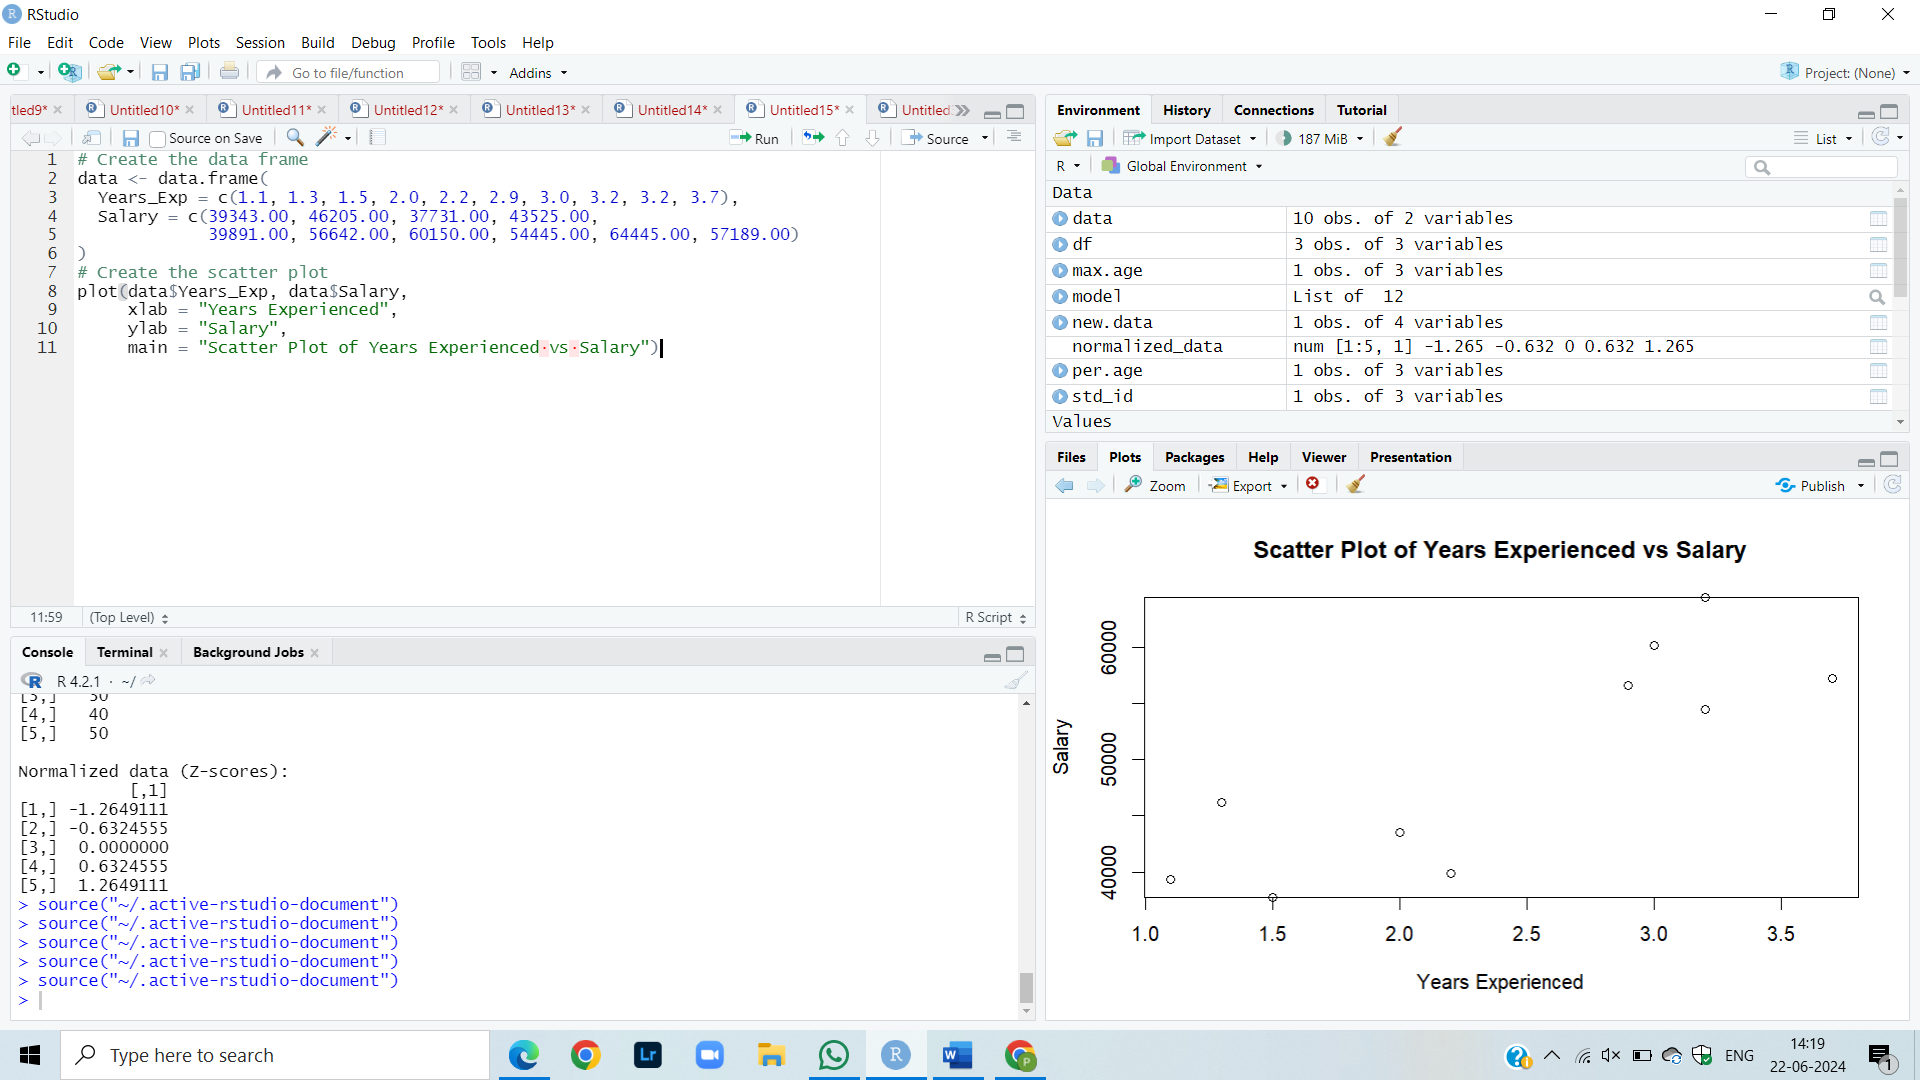 RStudio
File Edit Code View Plots Session Build Debug Profile Tools Help
Go to file/function Addins Project: (None)
tled9* Untitled10* Untitled11* Untitled12* Untitled13* Untitled14* Untitled15* Untitled
Source on Save Run Source
1 # Create the data frame
2 data <- data.frame(
3 Years_Exp = c(1.1, 1.3, 1.5, 2.0, 2.2, 2.9, 3.0, 3.2, 3.2, 3.7),
4 Salary = c(39343.00, 46205.00, 37731.00, 43525.00,
5 39891.00, 56642.00, 60150.00, 54445.00, 64445.00, 57189.00)
6 )
7 # Create the scatter plot
8 plot(data$Years_Exp, data$Salary,
9 xlab = "Years Experienced",
10 ylab = "Salary",
11 main = "Scatter Plot of Years Experienced·vs·Salary")
11:59 (Top Level) R Script
Console Terminal Background Jobs
R 4.2.1 · ~/
[3,] 30
[4,] 40
[5,] 50
Normalized data (Z-scores):
[,1]
[1,] -1.2649111
[2,] -0.6324555
[3,] 0.0000000
[4,] 0.6324555
[5,] 1.2649111
> source("~/.active-rstudio-document")
> source("~/.active-rstudio-document")
> source("~/.active-rstudio-document")
> source("~/.active-rstudio-document")
> source("~/.active-rstudio-document")
>
Environment History Connections Tutorial
Import Dataset 187 MiB List
R Global Environment
Data
data 10 obs. of 2 variables
df 3 obs. of 3 variables
max.age 1 obs. of 3 variables
model List of 12
new.data 1 obs. of 4 variables
normalized_data num [1:5, 1] -1.265 -0.632 0 0.632 1.265
per.age 1 obs. of 3 variables
std_id 1 obs. of 3 variables
Values
Files Plots Packages Help Viewer Presentation
Zoom Export Publish
Scatter Plot of Years Experienced vs Salary
Salary
60000
50000
40000
1.0 1.5 2.0 2.5 3.0 3.5
Years Experienced
Type here to search
Lr
R
W
P
ENG
14:19
22-06-2024
1